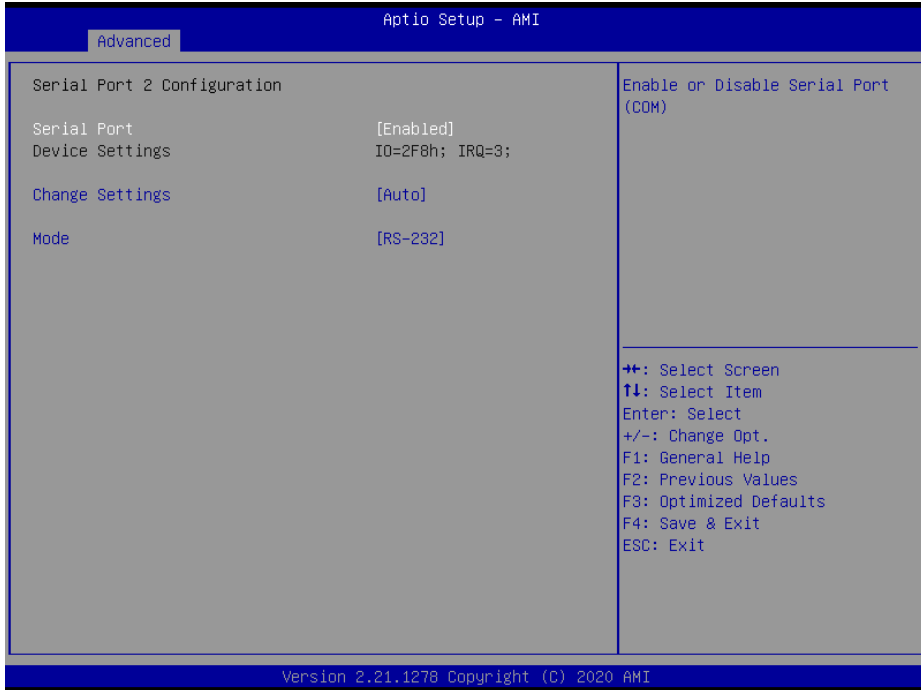 Aptio Setup - AMI
Advanced
Serial Port 2 Configuration
Serial Port [Enabled]
Device Settings IO=2F8h; IRQ=3;
Change Settings [Auto]
Mode [RS-232]
Enable or Disable Serial Port
(COM)
→←: Select Screen
↑↓: Select Item
Enter: Select
+/-: Change Opt.
F1: General Help
F2: Previous Values
F3: Optimized Defaults
F4: Save & Exit
ESC: Exit
Version 2.21.1278 Copyright (C) 2020 AMI